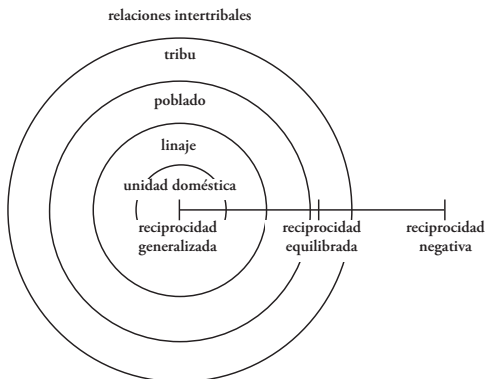 relaciones intertribales
tribu
poblado
linaje
unidad doméstica
reciprocidad
generalizada
reciprocidad
equilibrada
reciprocidad
negativa